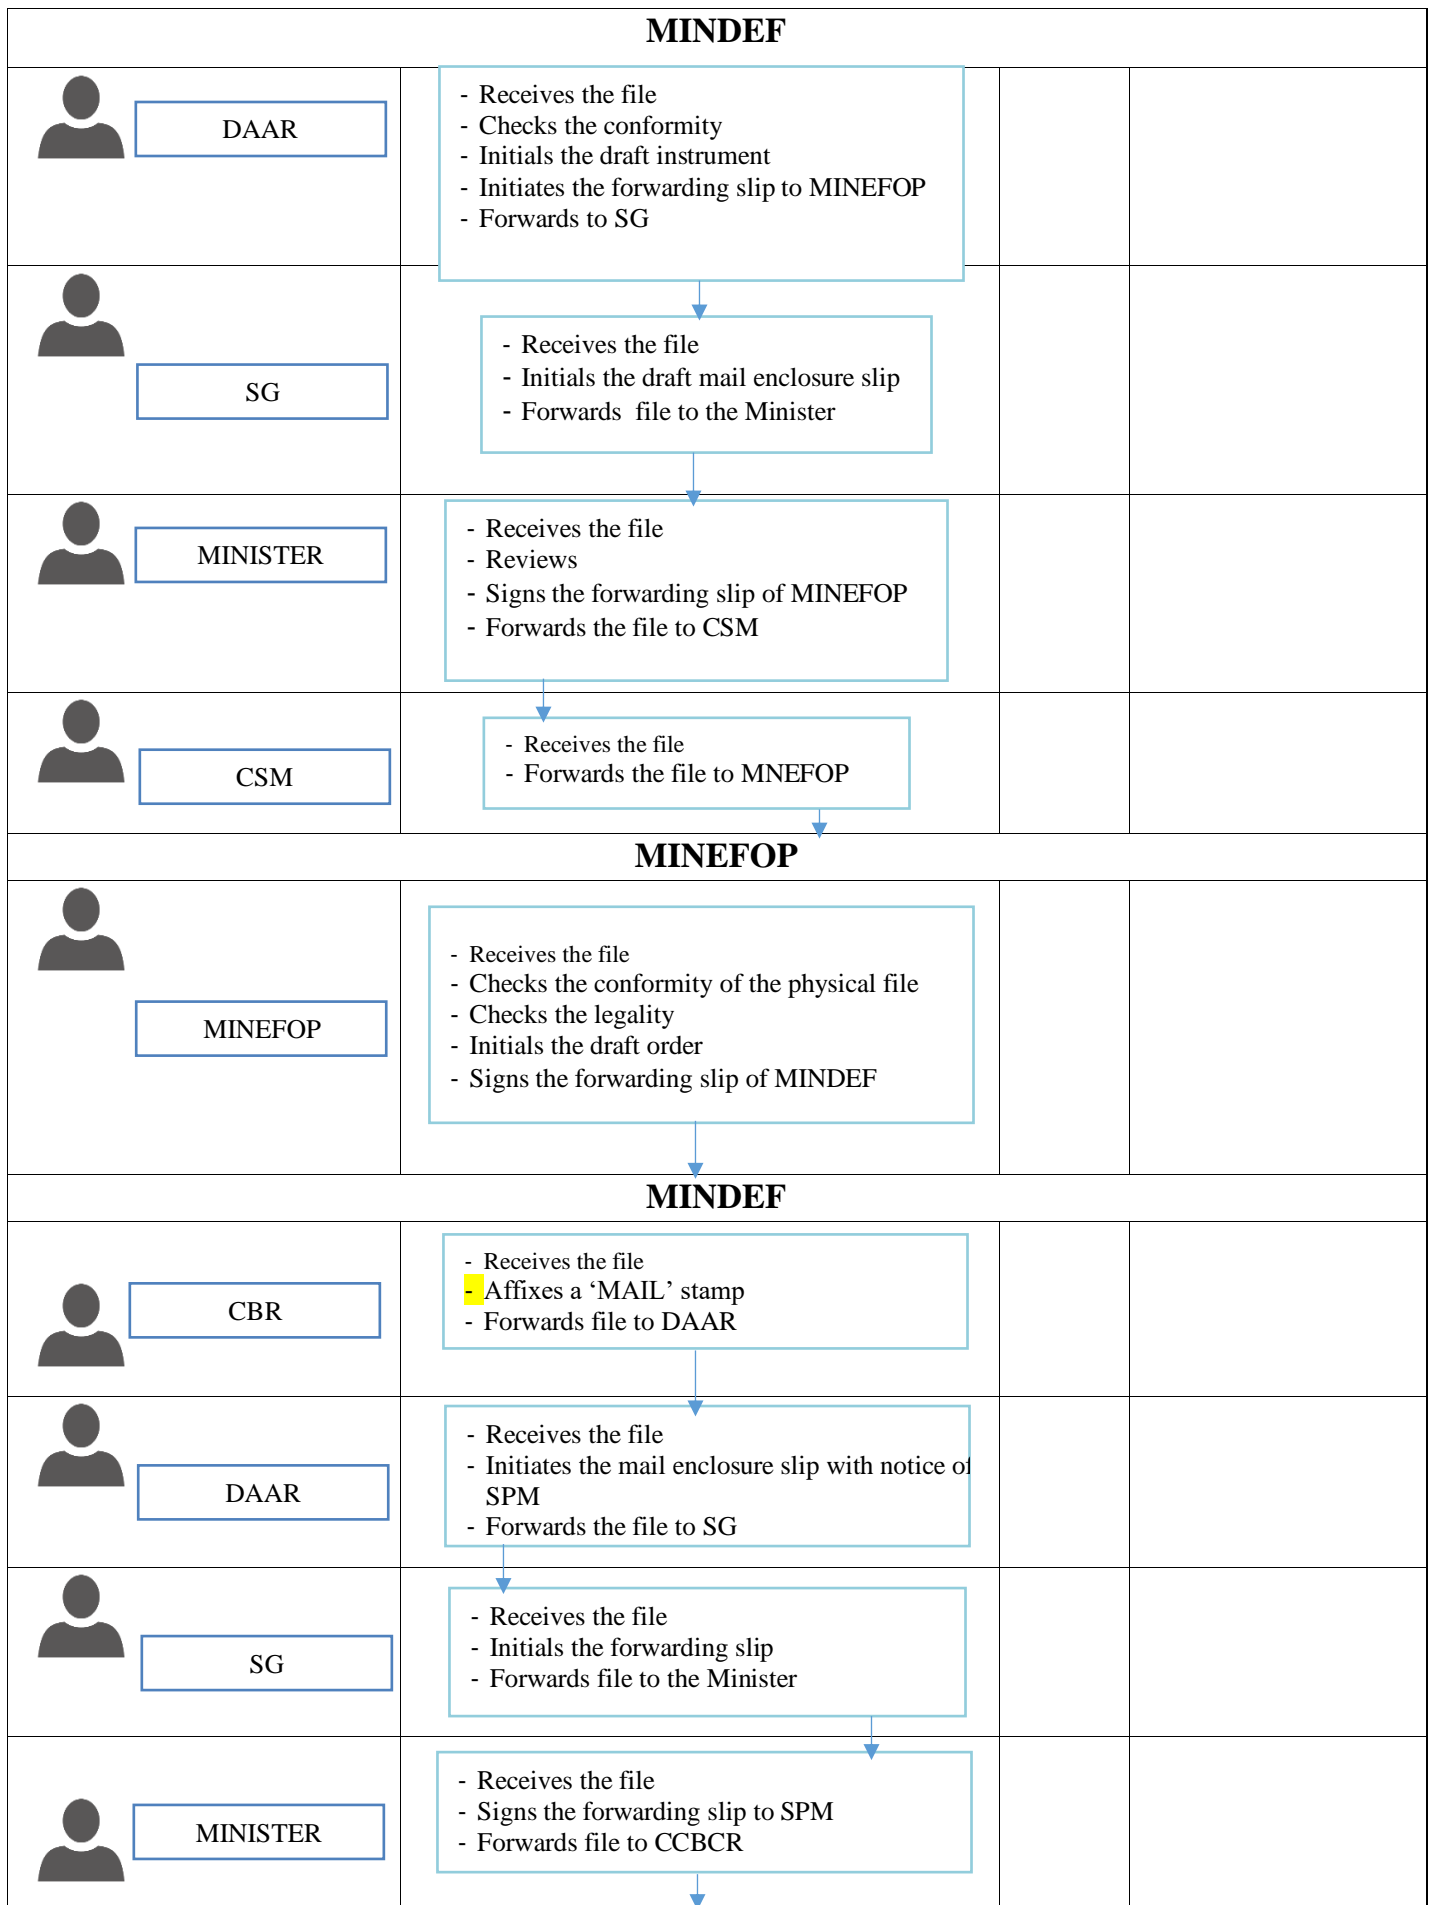 MINDEF
DAAR
- Receives the file
- Checks the conformity
- Initials the draft instrument
- Initiates the forwarding slip to MINEFOP
- Forwards to SG
SG
- Receives the file
- Initials the draft mail enclosure slip
- Forwards file to the Minister
MINISTER
- Receives the file
- Reviews
- Signs the forwarding slip of MINEFOP
- Forwards the file to CSM
CSM
- Receives the file
- Forwards the file to MNEFOP
MINEFOP
MINEFOP
- Receives the file
- Checks the conformity of the physical file
- Checks the legality
- Initials the draft order
- Signs the forwarding slip of MINDEF
MINDEF
CBR
- Receives the file
- Affixes a ‘MAIL’ stamp
- Forwards file to DAAR
DAAR
- Receives the file
- Initiates the mail enclosure slip with notice of
SPM
- Forwards the file to SG
SG
- Receives the file
- Initials the forwarding slip
- Forwards file to the Minister
MINISTER
- Receives the file
- Signs the forwarding slip to SPM
- Forwards file to CCBCR